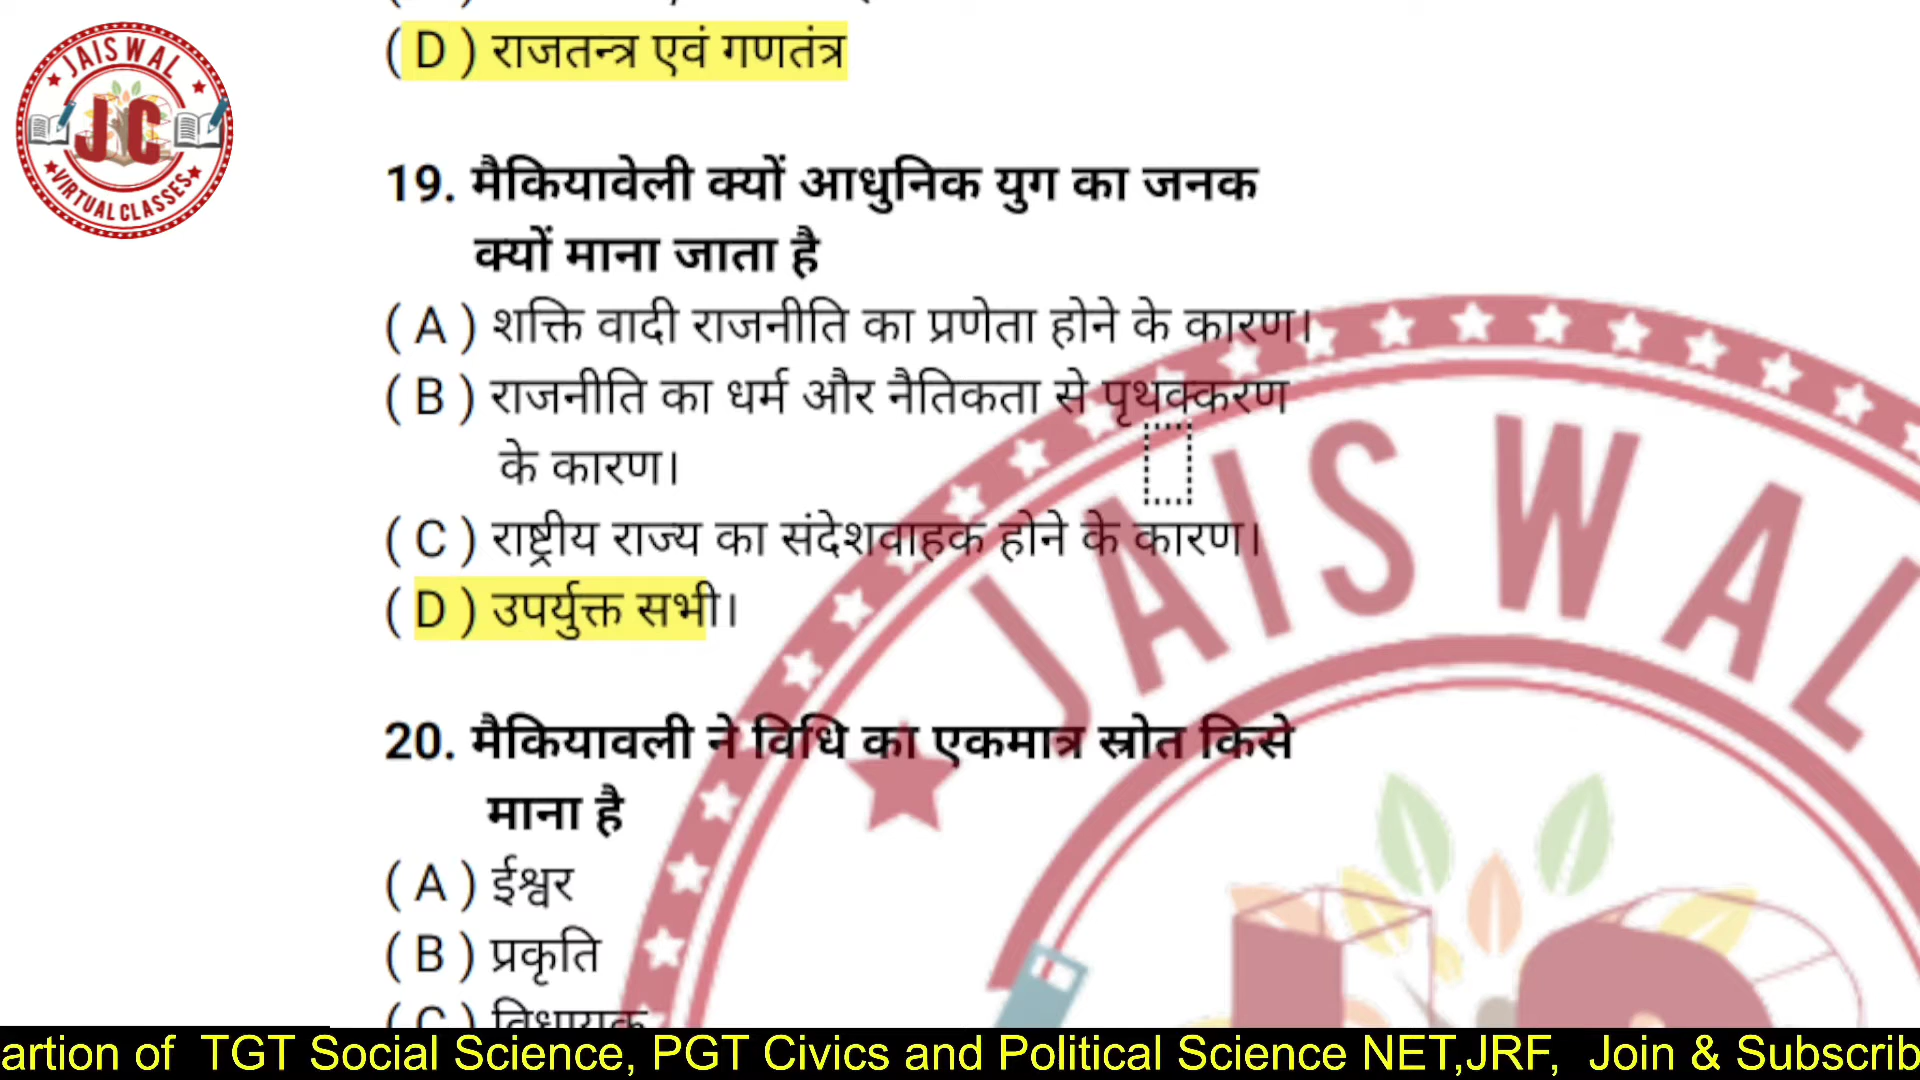 ( D ) राजतन्त्र एवं गणतंत्र
JAISWAL
JC
VIRTUAL CLASSES
19. मैकियावेली क्यों आधुनिक युग का जनक
क्यों माना जाता है
( A ) शक्ति वादी राजनीति का प्रणेता होने के कारण।
( B ) राजनीति का धर्म और नैतिकता से पृथक्करण
के कारण।
( C ) राष्ट्रीय राज्य का संदेशवाहक होने के कारण।
( D ) उपर्युक्त सभी।
JAISWAL
20. मैकियावली ने विधि का एकमात्र स्रोत किसे
माना है
( A ) ईश्वर
( B ) प्रकृति
( C ) विधायक
artion of TGT Social Science, PGT Civics and Political Science NET,JRF, Join & Subscrib